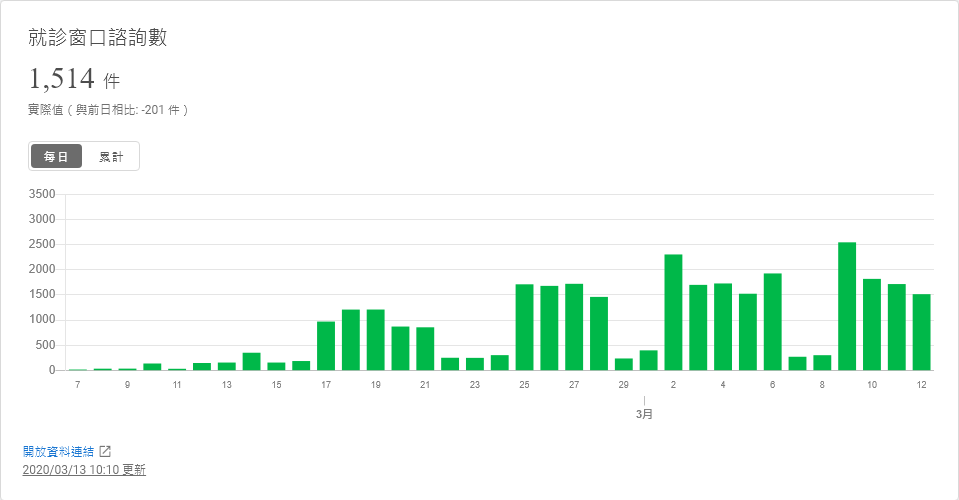 就診窗口諮詢數
1,514 件
實際值 ( 與前日相比: -201 件 )
每日 累計
3500
3000
2500
2000
1500
1000
500
0
7 9 11 13 15 17 19 21 23 25 27 29 2 4 6 8 10 12
3月
開放資料連結
2020/03/13 10:10 更新